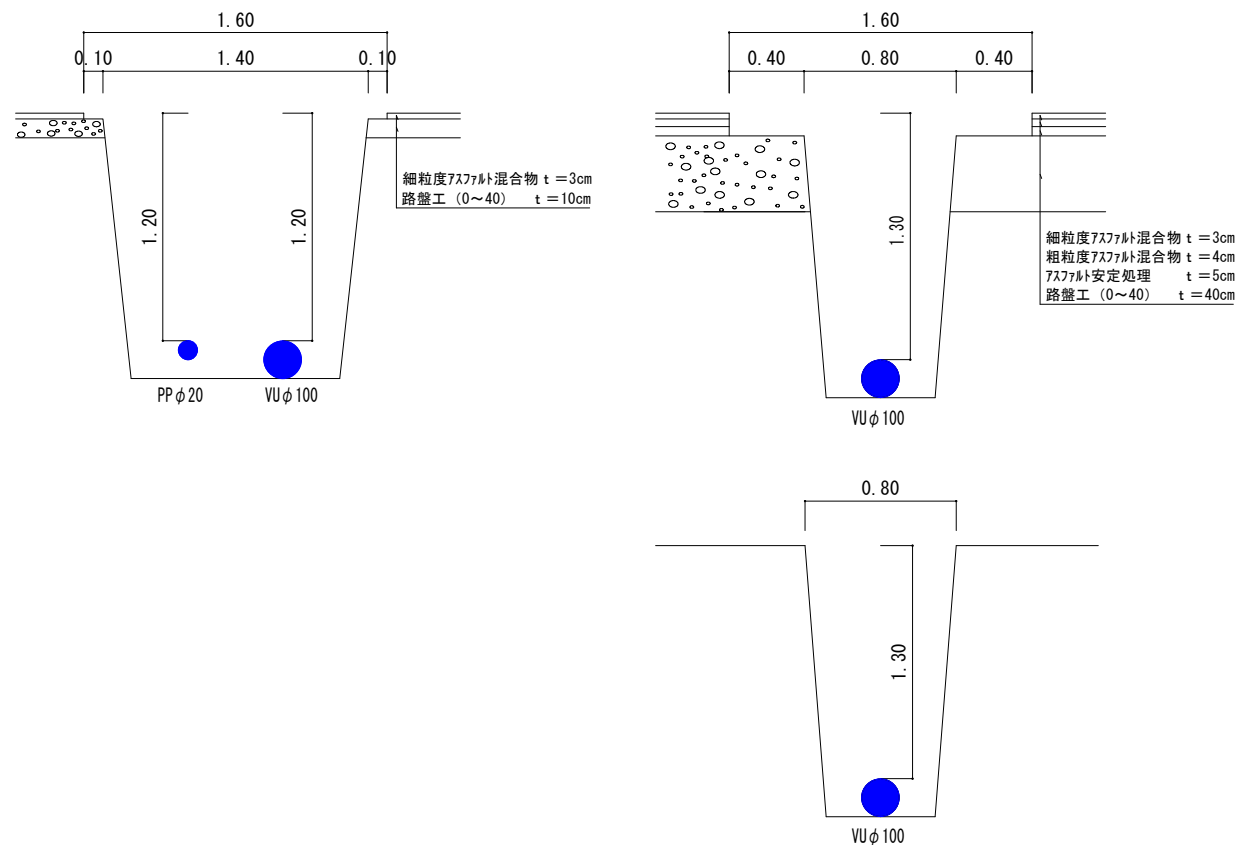 1.60
0.10 1.40 0.10
1.20
1.20
細粒度アスファルト混合物 t=3cm
路盤工 (0～40) t=10cm
PPφ20 VUφ100
1.60
0.40 0.80 0.40
1.30
細粒度アスファルト混合物 t=3cm
粗粒度アスファルト混合物 t=4cm
アスファルト安定処理 t=5cm
路盤工 (0～40) t=40cm
VUφ100
0.80
1.30
VUφ100